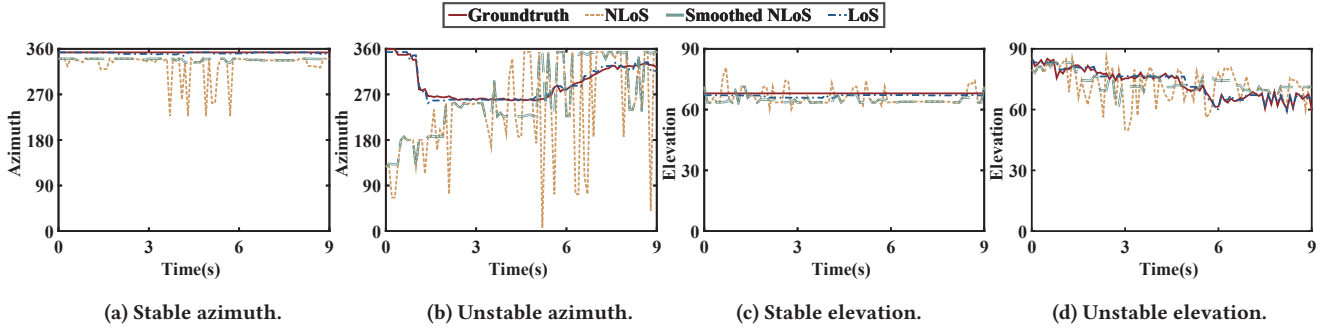 Groundtruth NLoS Smoothed NLoS LoS
360
270
180
90
0
Azimuth
0 3 6 9
Time(s)
(a) Stable azimuth.
360
270
180
90
0
Azimuth
0 3 6 9
Time(s)
(b) Unstable azimuth.
90
60
30
0
Elevation
0 3 6 9
Time(s)
(c) Stable elevation.
90
60
30
0
Elevation
0 3 6 9
Time(s)
(d) Unstable elevation.